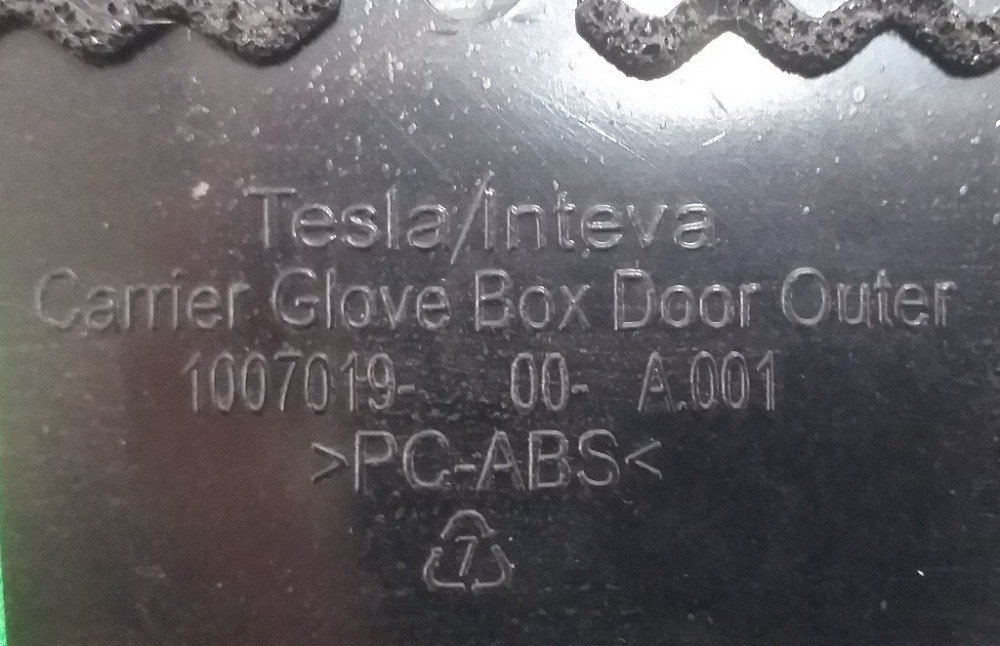 Tesla/Inteva
Carrier Glove Box Door Outer
1007019- 00- A.001
>PC-ABS<
7